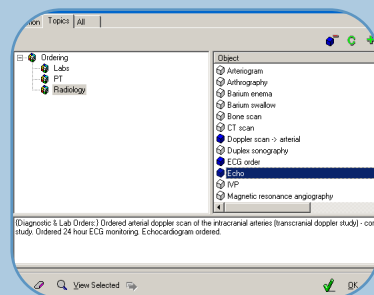 Topics All
Ordering
Labs
PT
Radiology
Object
Arteriogram
Arthrography
Barium enema
Barium swallow
Bone scan
CT scan
Doppler scan -> arterial
Duplex sonography
ECG order
Echo
IVP
Magnetic resonance angiography
{Diagnostic & Lab Orders:} Ordered arterial doppler scan of the intracranial arteries (transcranial doppler study) - con
study. Ordered 24 hour ECG monitoring. Echocardiogram ordered.
View Selected
OK